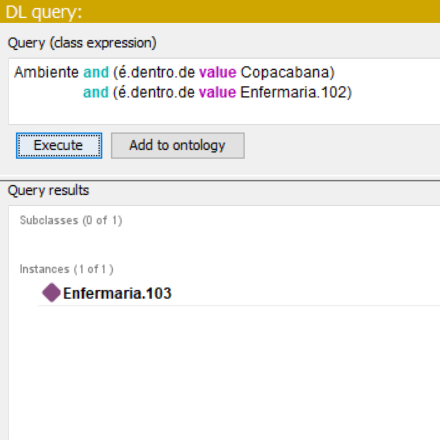 DL query:
Query (class expression)
Ambiente and (é.dentro.de value Copacabana)
and (é.dentro.de value Enfermaria.102)
Execute
Add to ontology
Query results
Subclasses (0 of 1)
Instances (1 of 1)
Enfermaria.103